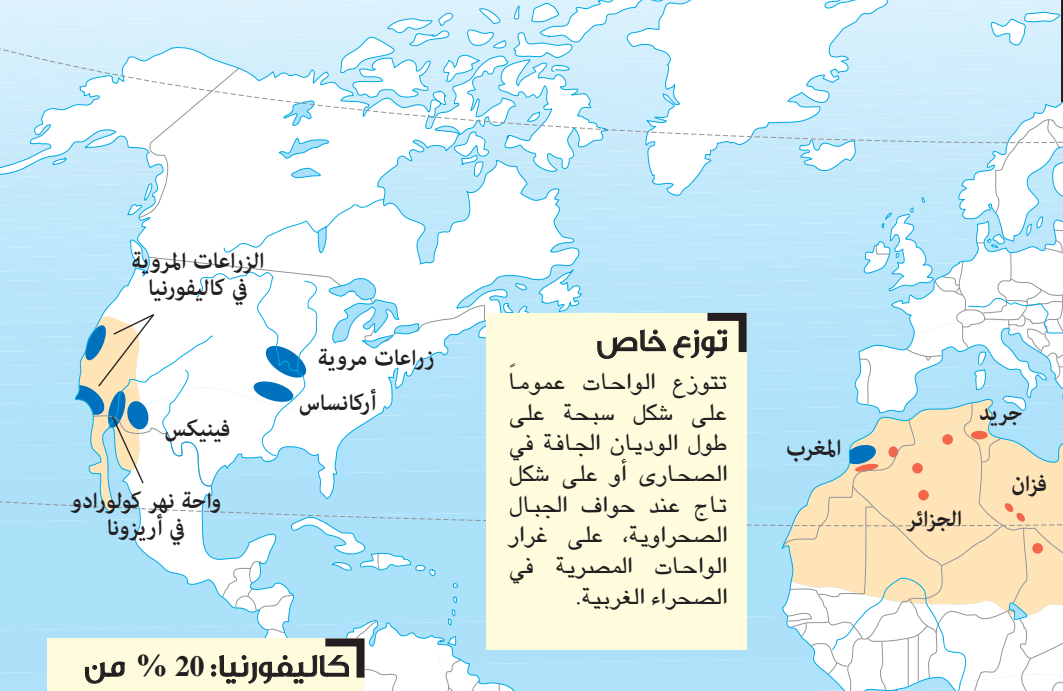 الزراعات المروية
في كاليفورنيا
زراعات مروية
أركانساس
فينيكس
واحة نهر كولورادو
في أريزونا
توزع خاص
تتوزع الواحات عموماً
على شكل سبحة على
طول الوديان الجافة في
الصحارى أو على شكل
تاج عند حواف الجبال
الصحراوية، على غرار
الواحات المصرية في
الصحراء الغربية.
جريد
المغرب
فزان
الجزائر
كاليفورنيا: 20 % من